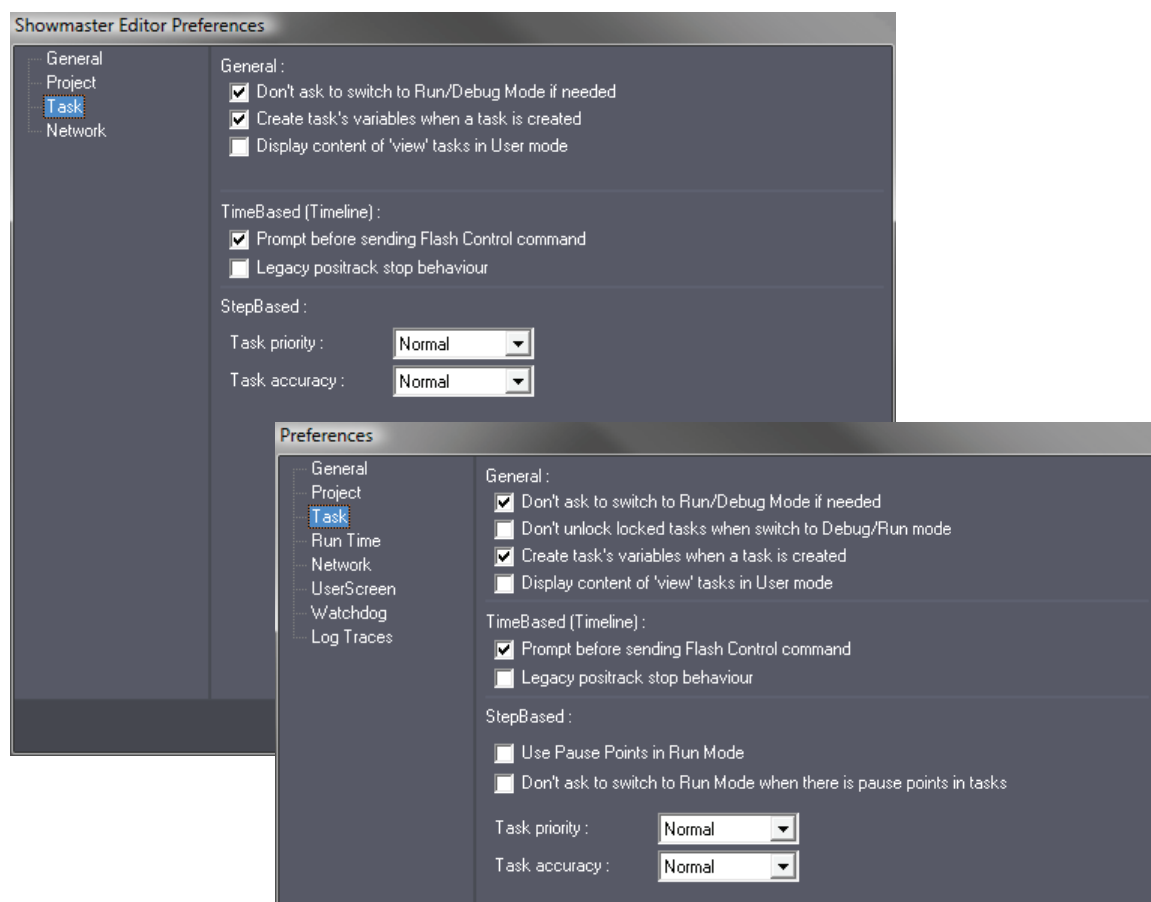 Showmaster Editor Preferences
General
Project
Task
Network
General :
Don't ask to switch to Run/Debug Mode if needed
Create task's variables when a task is created
Display content of 'view' tasks in User mode
TimeBased (Timeline) :
Prompt before sending Flash Control command
Legacy positrack stop behaviour
StepBased :
Task priority : Normal
Task accuracy : Normal
Preferences
General
Project
Task
Run Time
Network
UserScreen
Watchdog
Log Traces
General :
Don't ask to switch to Run/Debug Mode if needed
Don't unlock locked tasks when switch to Debug/Run mode
Create task's variables when a task is created
Display content of 'view' tasks in User mode
TimeBased (Timeline) :
Prompt before sending Flash Control command
Legacy positrack stop behaviour
StepBased :
Use Pause Points in Run Mode
Don't ask to switch to Run Mode when there is pause points in tasks
Task priority : Normal
Task accuracy : Normal